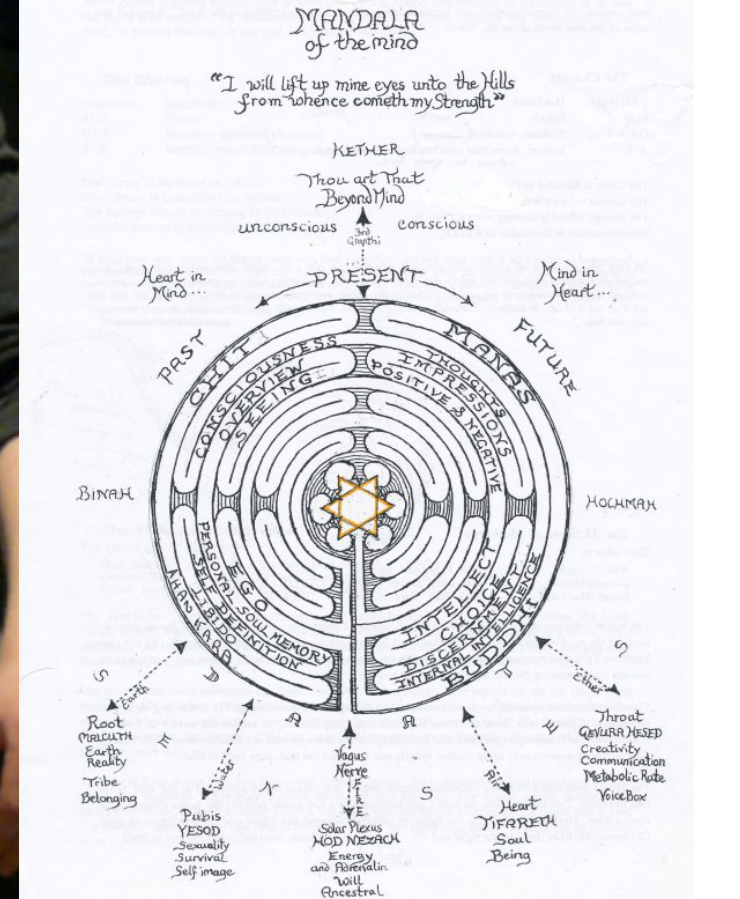 MANDALA
of the mind
"I will lift up mine eyes unto the Hills
from whence cometh my Strength"
KETHER
Thou art That
Beyond Mind
unconscious
conscious
3rd
Granthi
Heart in
Mind...
PRESENT
Mind in
Heart...
PAST
FUTURE
CHIT
CONSCIOUSNESS
OVERVIEW
SEEING
MANAS
THOUGHTS
IMPRESSIONS
POSITIVE & NEGATIVE
BINAH
HOCHMAH
EGO
PERSONAL SOUL MEMORY
SELF DEFINITION
LIBIDO
AHANKARA
INTELLECT
CHOICE
DISCERNMENT
INTERNAL INTELLIGENCE
BUDDHI
S
Earth
Root
MALCUTH
Earth
Reality
Tribe
Belonging
Water
Pubis
YESOD
Sexuality
Survival
Self image
Vagus
Nerve
FIRE
Solar Plexus
HOD NEZACH
Energy
and Adrenalin
Will
Ancestral
N
S
Air
Heart
TIFARETH
Soul
Being
S
Ether
Throat
GEVURA HESED
Creativity
Communication
Metabolic Rate
Voice Box